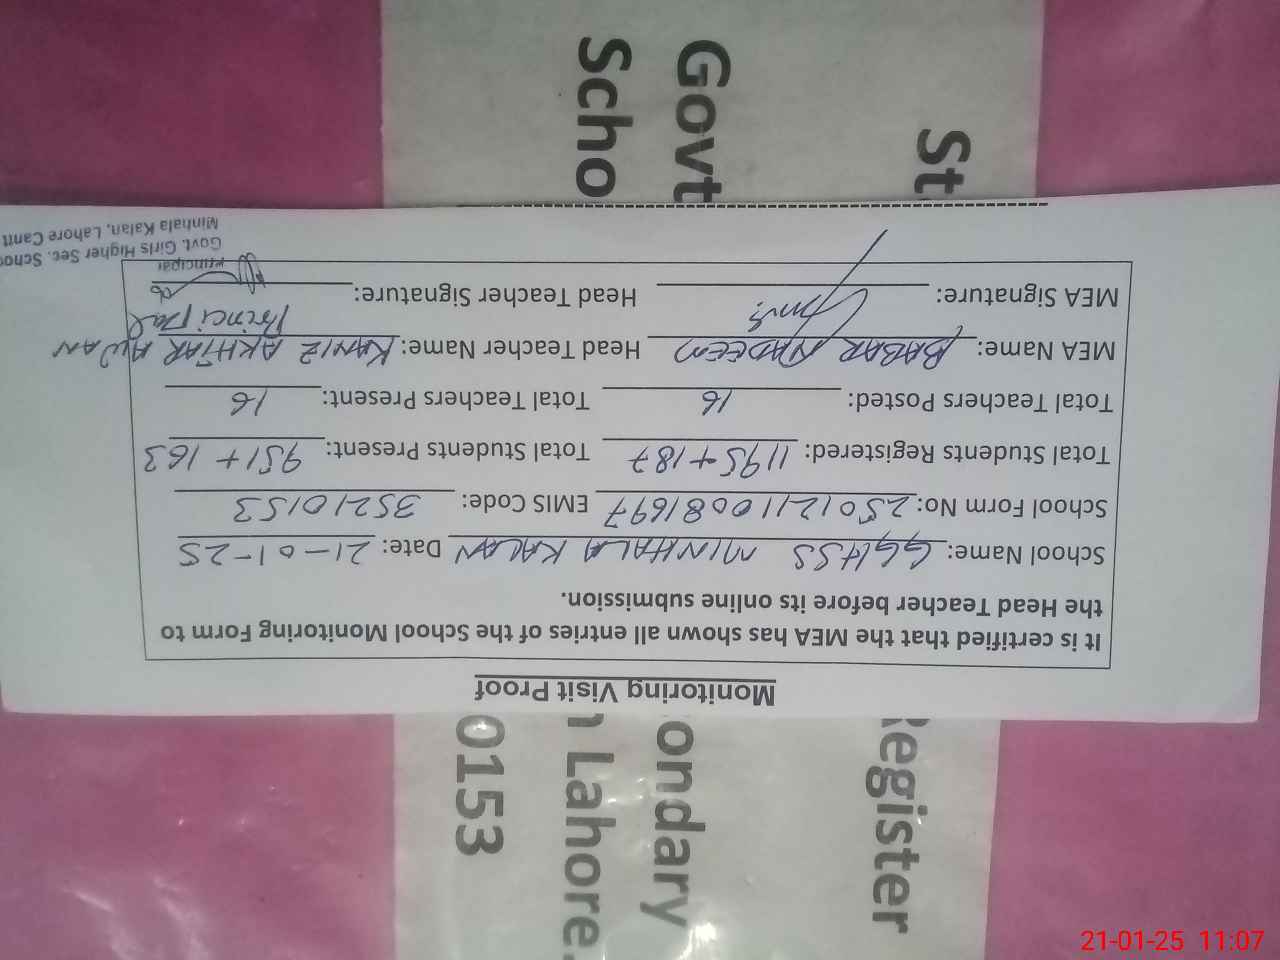 Monitoring Visit Proof
It is certified that the MEA has shown all entries of the School Monitoring Form to
the Head Teacher before its online submission.
School Name: GGHSS MINHALA KALAN Date: 21-01-25
School Form No: 25012110081697 EMIS Code: 35210153
Total Students Registered: 1195+187 Total Students Present: 951+163
Total Teachers Posted: 16 Total Teachers Present: 16
MEA Name: BABAR NADEEM Head Teacher Name: KANIZ AKHTAR AWAN
Principal
MEA Signature: Head Teacher Signature:
Principal
Govt. Girls Higher Sec. Schoo
Minhala Kalan, Lahore Cantt
St
Register
Govt
ondary
Scho
n Lahore.
0153
21-01-25 11:07